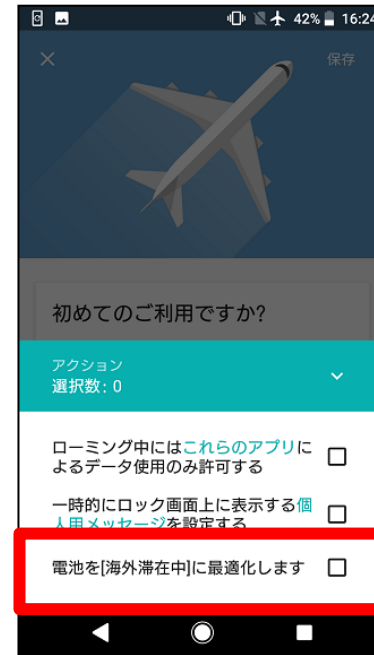 42% 16:24
保存
初めてのご利用ですか?
アクション
選択数: 0
ローミング中にはこれらのアプリに
よるデータ使用のみ許可する
一時的にロック画面上に表示する個
人用メッセージを設定する
電池を[海外滞在中]に最適化します